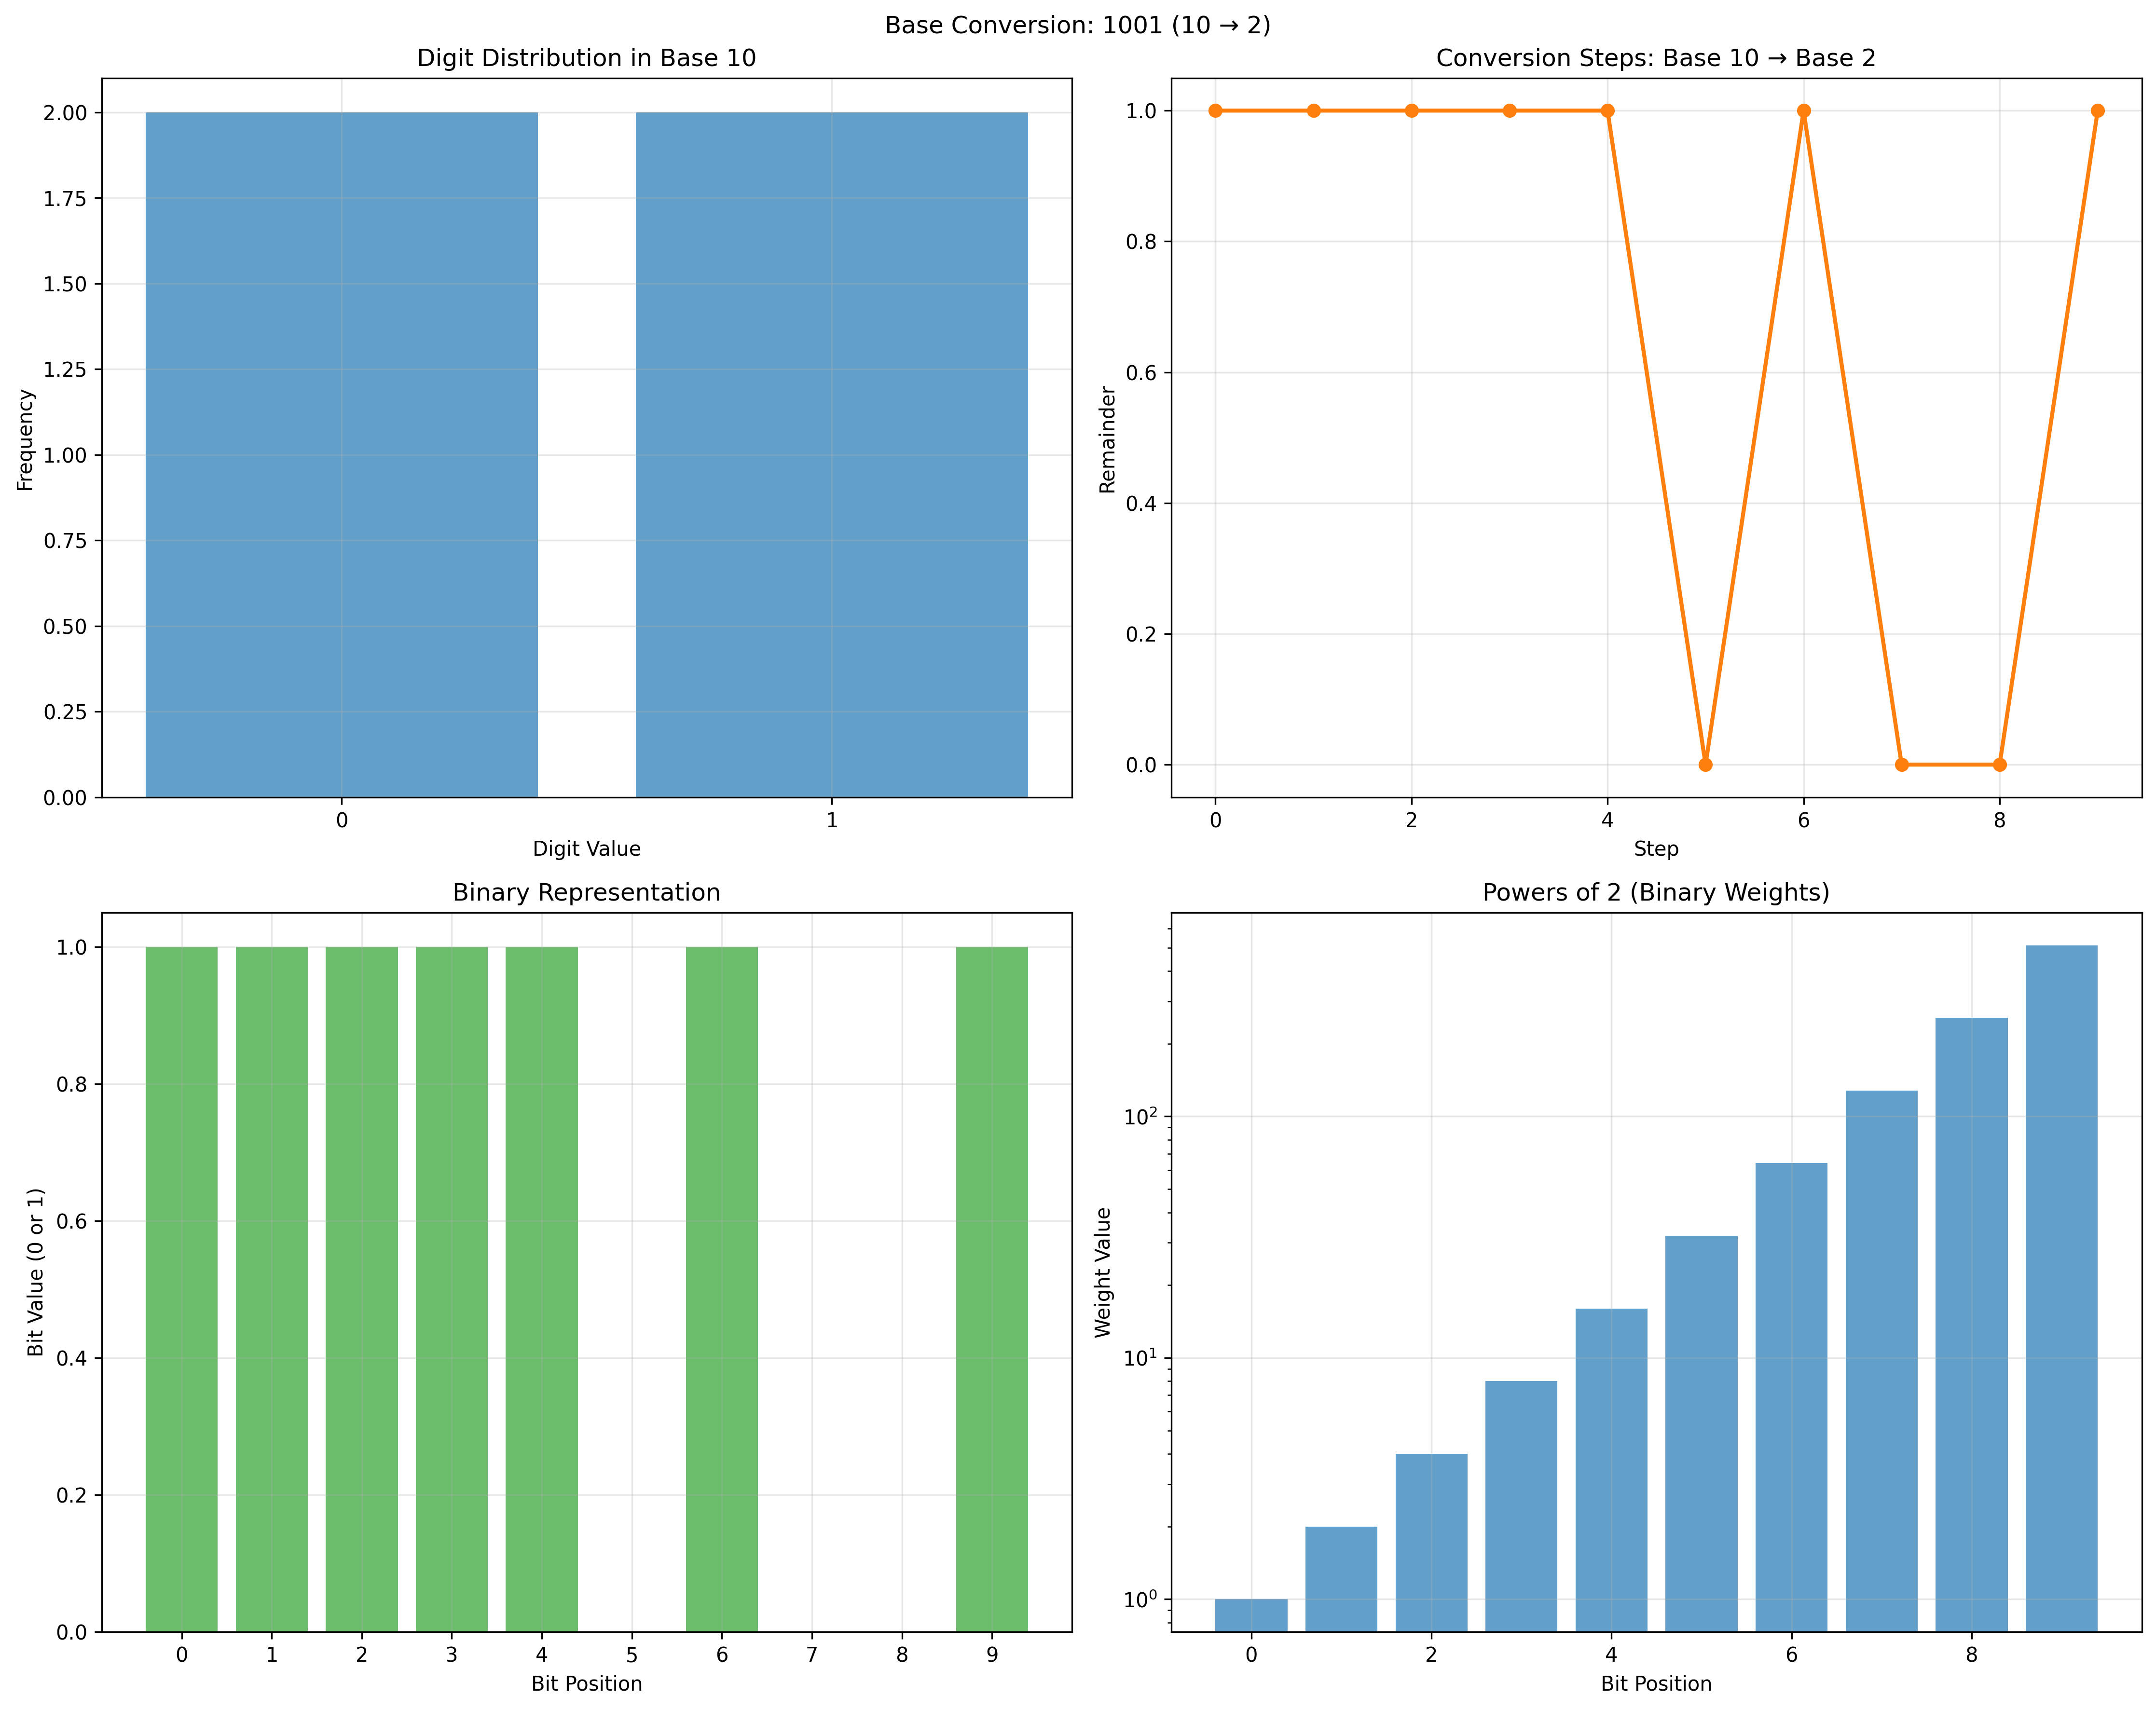 Base Conversion: 1001 (10 → 2)
Digit Distribution in Base 10
2.00
1.75
1.50
1.25
1.00
0.75
0.50
0.25
0.00
Frequency
0 1
Digit Value
Conversion Steps: Base 10 → Base 2
1.0
0.8
0.6
0.4
0.2
0.0
Remainder
0 2 4 6 8
Step
Binary Representation
1.0
0.8
0.6
0.4
0.2
0.0
Bit Value (0 or 1)
0 1 2 3 4 5 6 7 8 9
Bit Position
Powers of 2 (Binary Weights)
10²
10¹
10⁰
Weight Value
0 2 4 6 8
Bit Position